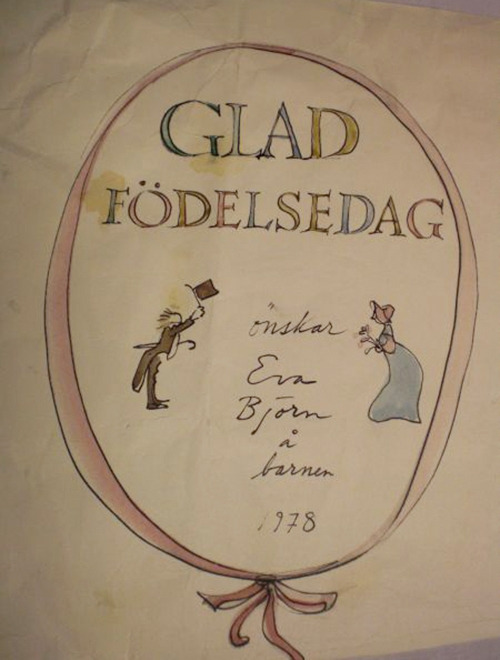 GLAD
FÖDELSEDAG
önskar
Eva
Björn
å
barnen
1978